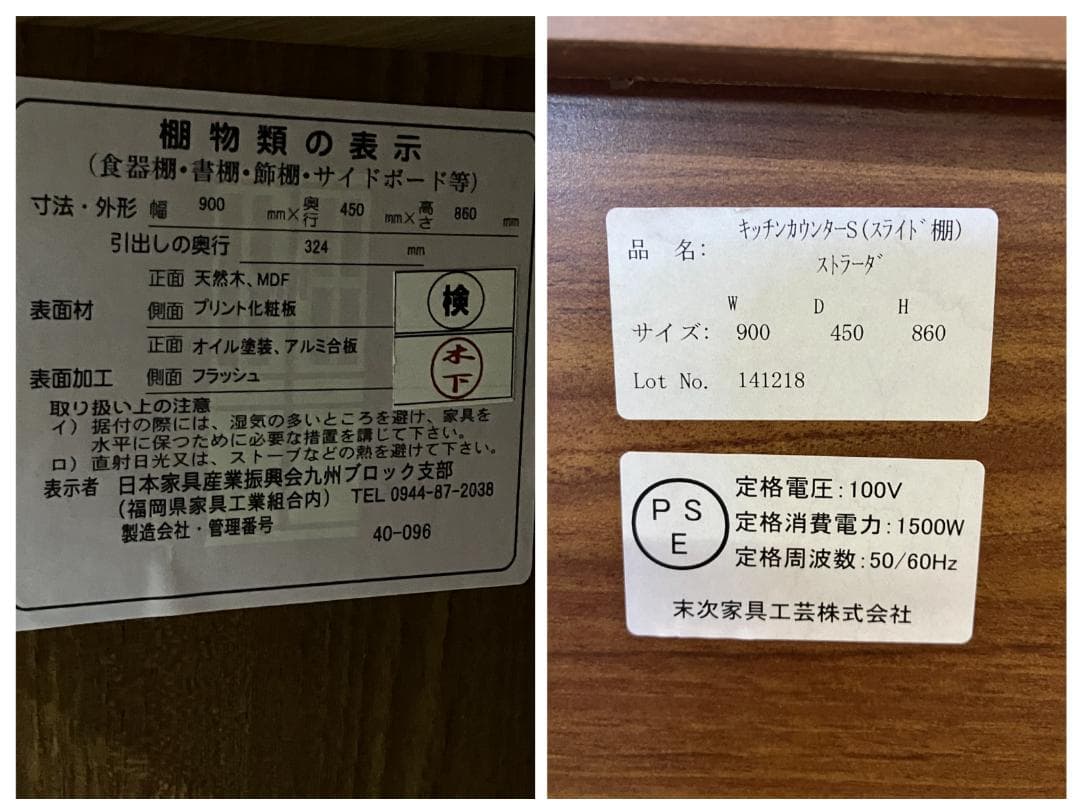 棚物類の表示
(食器棚・書棚・飾棚・サイドボード等)
寸法・外形 幅 900 mm×奥行 450 mm×高さ 860 mm
引出しの奥行 324 mm
表面材 正面 天然木、MDF
側面 プリント化粧板
表面加工 正面 オイル塗装、アルミ合板
側面 フラッシュ
検
木下
取り扱い上の注意
イ) 据付の際には、湿気の多いところを避け、家具を
水平に保つために必要な措置を講じて下さい。
ロ) 直射日光又は、ストーブなどの熱を避けて下さい。
表示者 日本家具産業振興会九州ブロック支部
(福岡県家具工業組合内) TEL 0944-87-2038
製造会社・管理番号 40-096
品 名: キッチンカウンターS(スライド棚)
ストラーダ
W D H
サイズ: 900 450 860
Lot No. 141218
PSE
定格電圧:100V
定格消費電力:1500W
定格周波数:50/60Hz
末次家具工芸株式会社